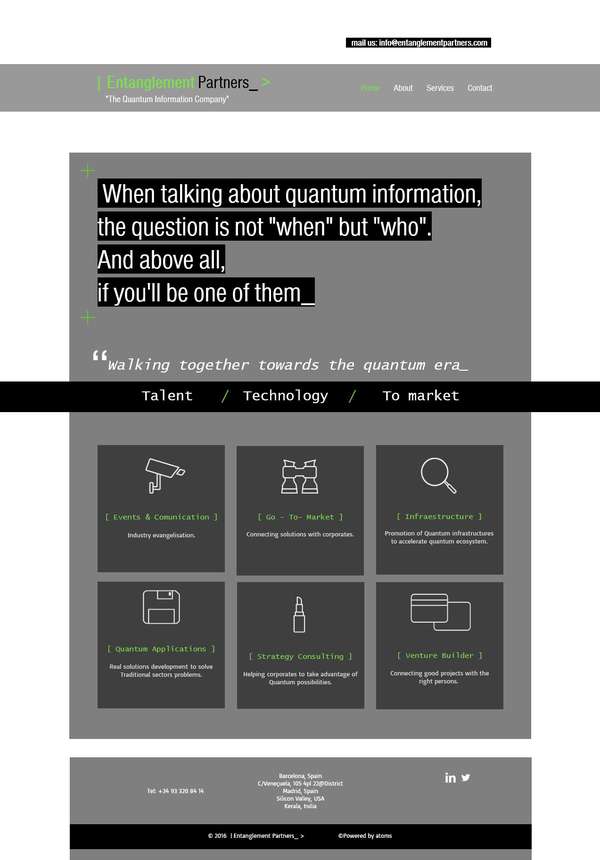 mail us: info@entanglementpartners.com
| Entanglement Partners_ >
"The Quantum Information Company"
Home About Services Contact
When talking about quantum information,
the question is not "when" but "who".
And above all,
if you'll be one of them_
“Walking together towards the quantum era_
Talent / Technology / To market
[ Events & Comunication ]
Industry evangelisation.
[ Go - To- Market ]
Connecting solutions with corporates.
[ Infraestructure ]
Promotion of Quantum infrastructures
to accelerate quantum ecosystem.
[ Quantum Applications ]
Real solutions development to solve
Traditional sectors problems.
[ Strategy Consulting ]
Helping corporates to take advantage of
Quantum possibilities.
[ Venture Builder ]
Connecting good projects with the
right persons.
Tel: +34 93 320 84 14
Barcelona, Spain
C/Veneçuela, 105 4pl 22@District
Madrid, Spain
Silicon Valley, USA
Kerala, India
in
© 2016 | Entanglement Partners_ > ©Powered by atoms